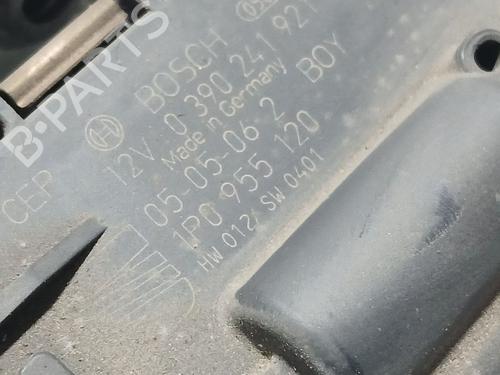 B-PARTS
BOSCH
12V 0 390 241 921
Made in Germany
05-05-06 2 BOY
1P0 955 120
HW 012/ SW 0401
CEP